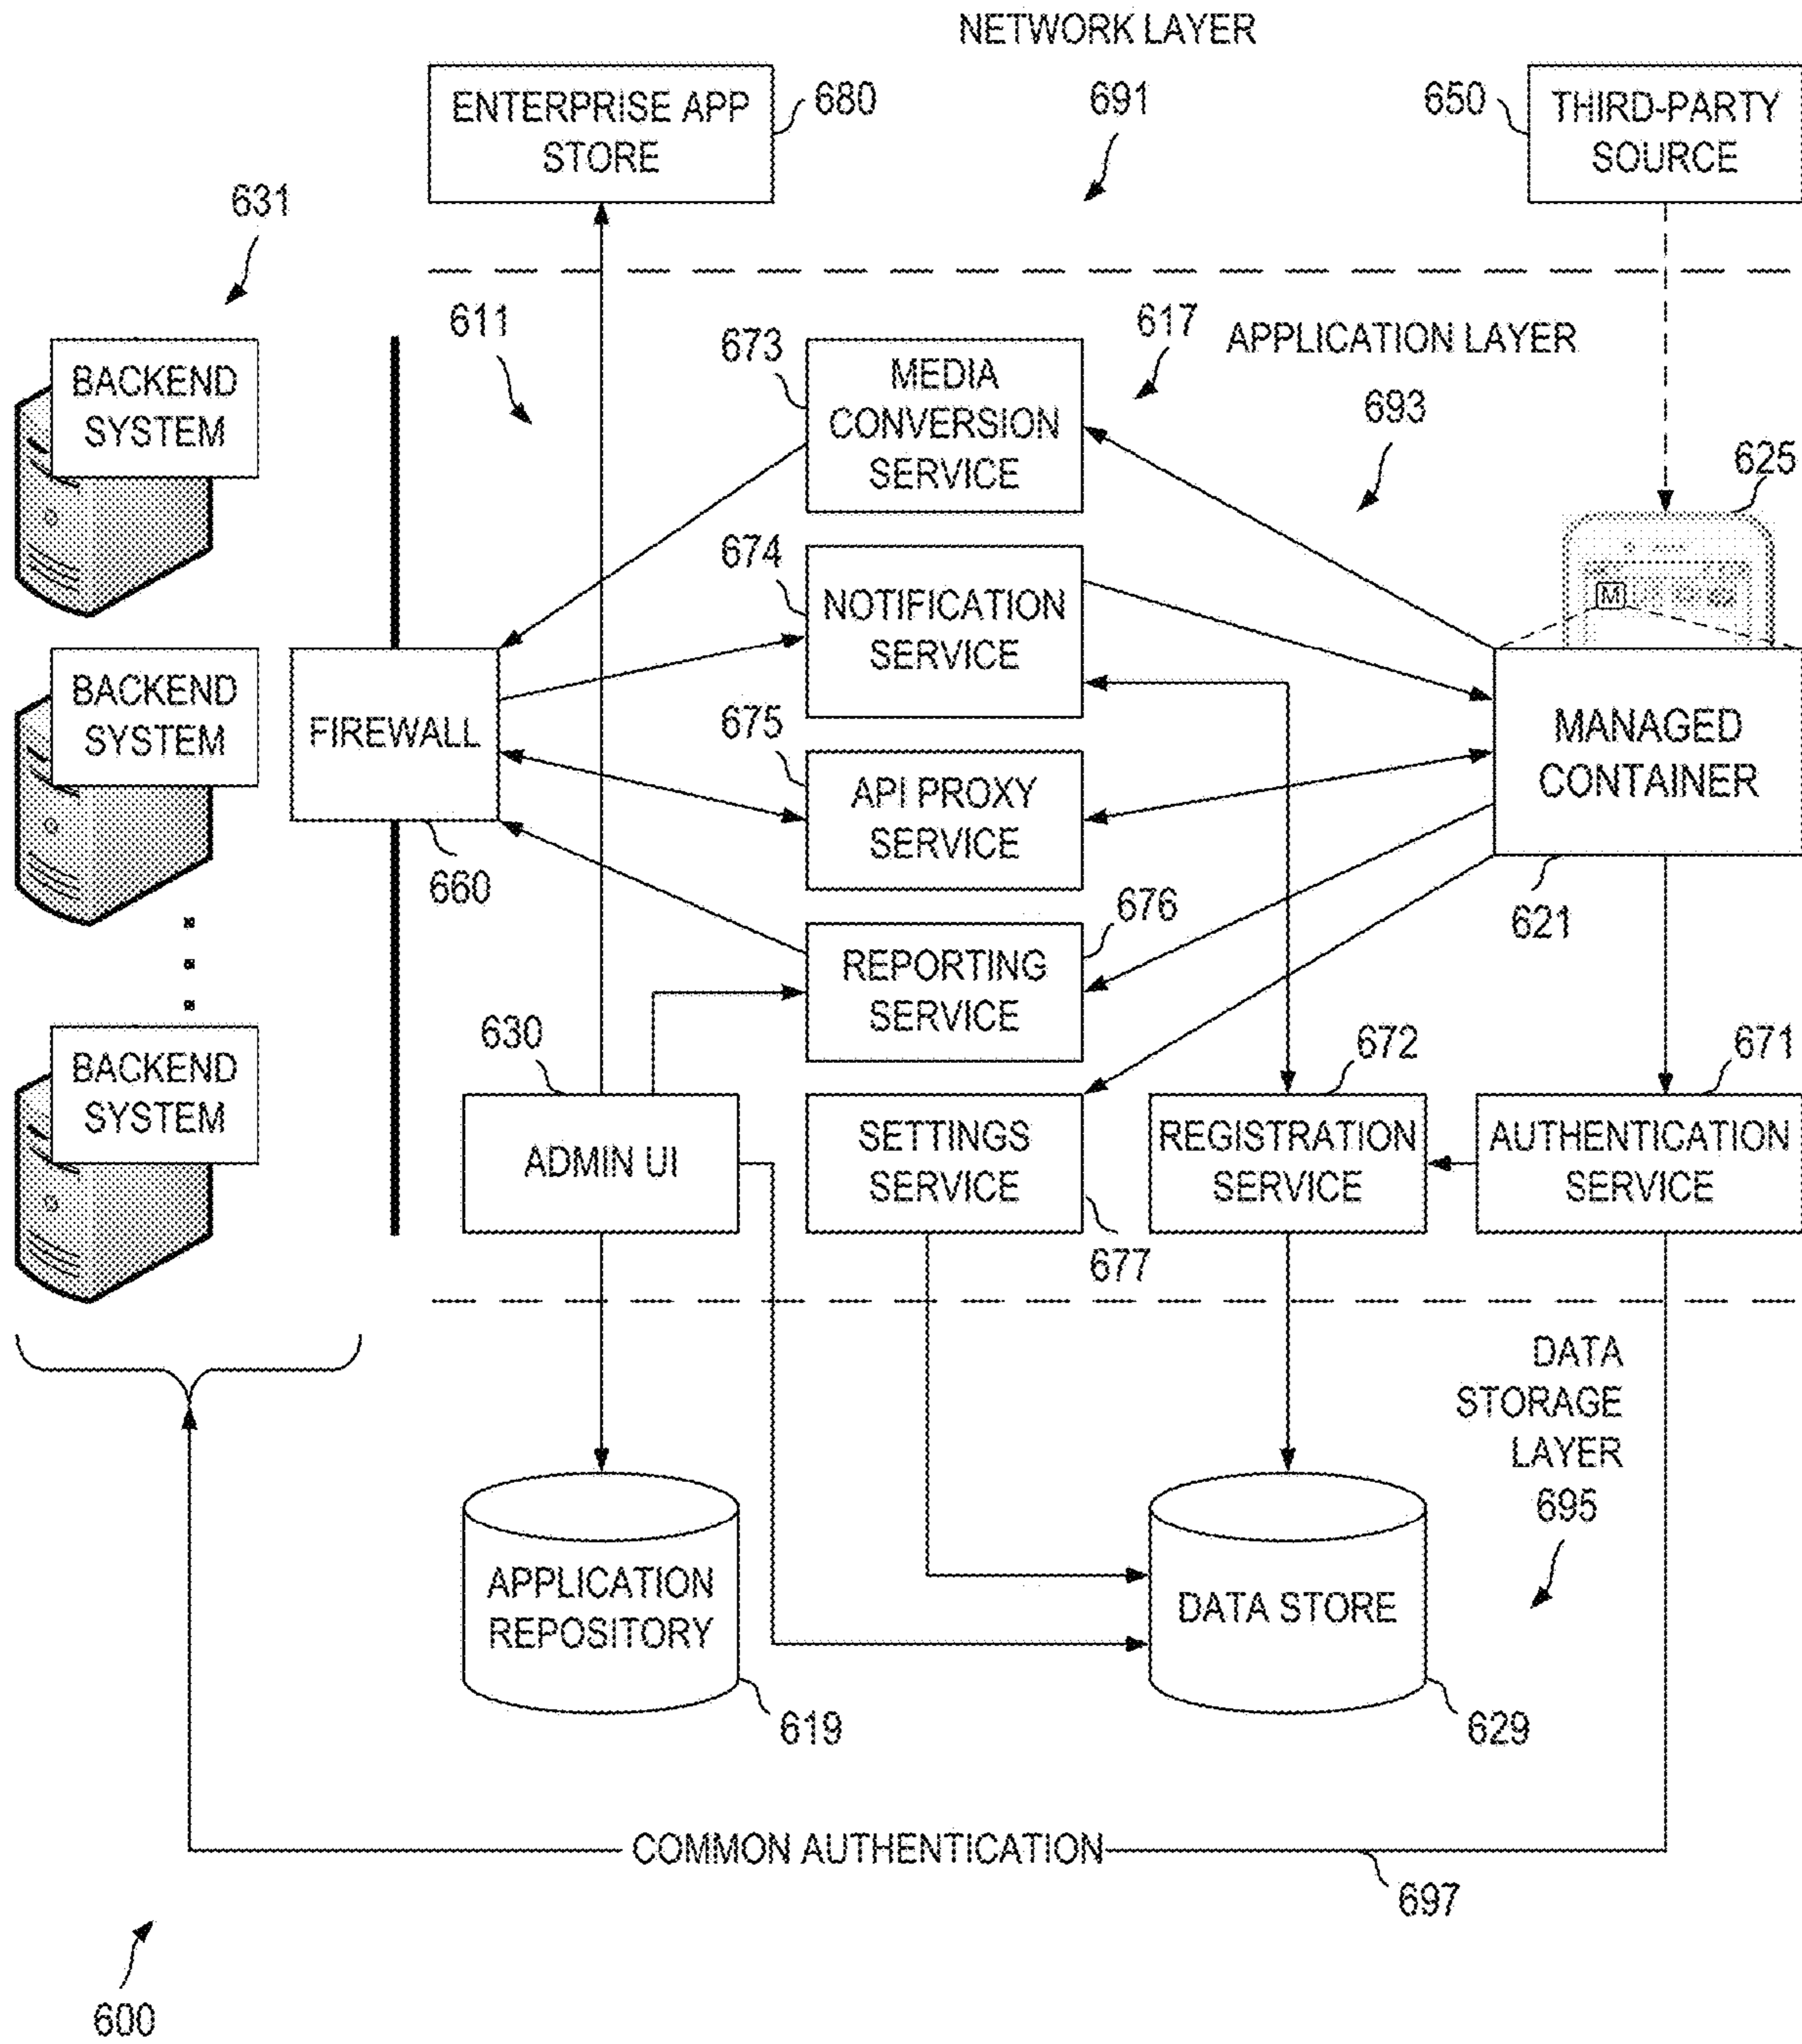 NETWORK LAYER
691
ENTERPRISE APP
STORE
680
650
THIRD-PARTY
SOURCE
631
611
617
APPLICATION LAYER
693
BACKEND
SYSTEM
673
MEDIA
CONVERSION
SERVICE
625
M
674
NOTIFICATION
SERVICE
BACKEND
SYSTEM
FIREWALL
660
675
API PROXY
SERVICE
MANAGED
CONTAINER
621
676
REPORTING
SERVICE
BACKEND
SYSTEM
630
ADMIN UI
SETTINGS
SERVICE
677
672
REGISTRATION
SERVICE
671
AUTHENTICATION
SERVICE
DATA
STORAGE
LAYER
695
APPLICATION
REPOSITORY
619
DATA STORE
629
COMMON AUTHENTICATION
697
600